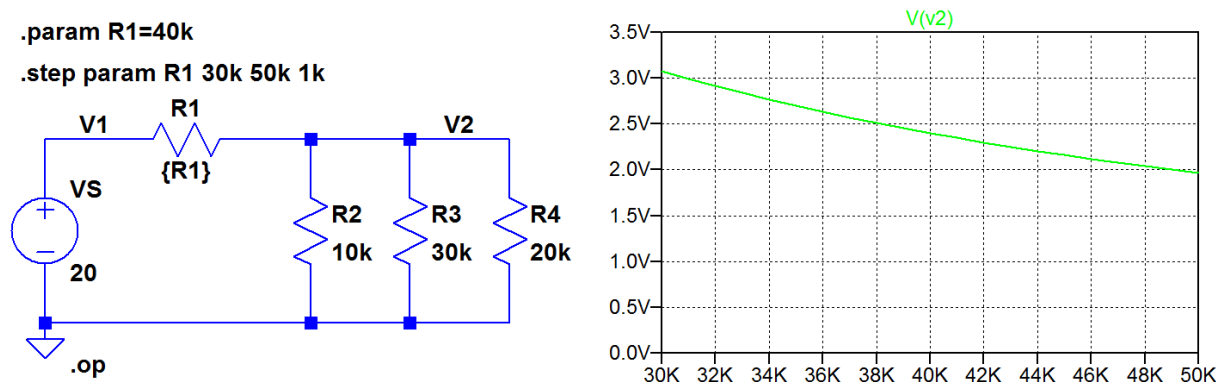 .param R1=40k
.step param R1 30k 50k 1k
R1
V1
V2
{R1}
VS
R2
R3
R4
10k
30k
20k
20
.op
V(v2)
3.5V
3.0V
2.5V
2.0V
1.5V
1.0V
0.5V
0.0V
30K 32K 34K 36K 38K 40K 42K 44K 46K 48K 50K